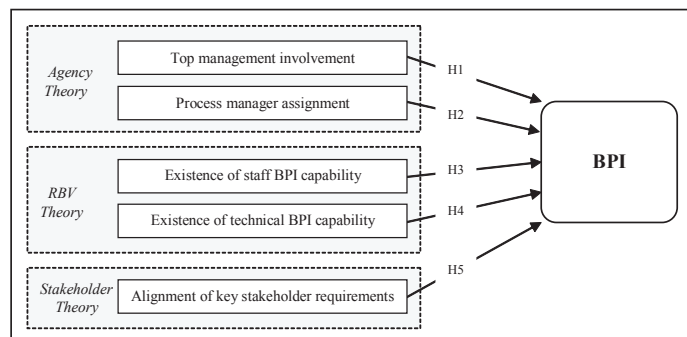 Agency
Theory
Top management involvement
Process manager assignment
H1
H2
RBV
Theory
Existence of staff BPI capability
Existence of technical BPI capability
H3
H4
Stakeholder
Theory
Alignment of key stakeholder requirements
H5
BPI